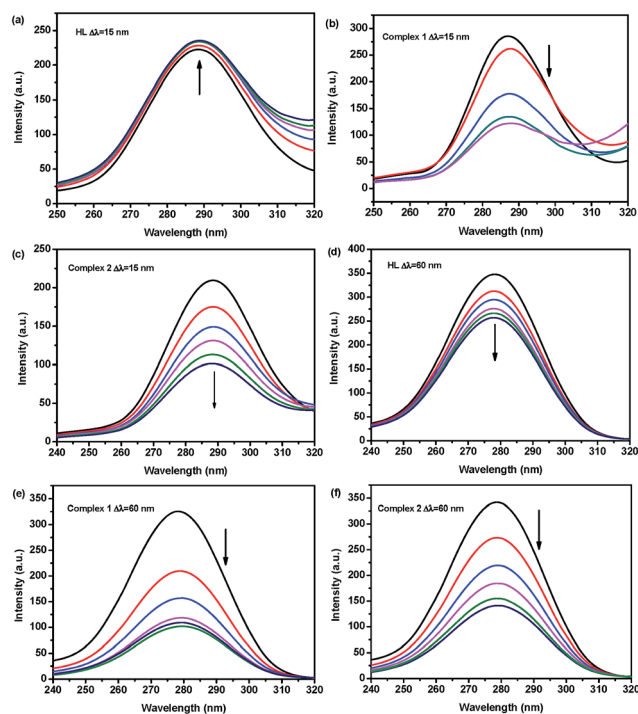 (a)
HL Δλ=15 nm
Intensity (a.u.)
250
200
150
100
50
0
250 260 270 280 290 300 310 320
Wavelength (nm)
(b)
Complex 1 Δλ=15 nm
Intensity (a.u.)
300
250
200
150
100
50
0
250 260 270 280 290 300 310 320
Wavelength (nm)
(c)
Complex 2 Δλ=15 nm
Intensity (a.u.)
250
200
150
100
50
0
240 250 260 270 280 290 300 310 320
Wavelength (nm)
(d)
HL Δλ=60 nm
Intensity (a.u.)
400
350
300
250
200
150
100
50
0
240 250 260 270 280 290 300 310 320
Wavelength (nm)
(e)
Complex 1 Δλ=60 nm
Intensity (a.u.)
350
300
250
200
150
100
50
0
240 250 260 270 280 290 300 310 320
Wavelength (nm)
(f)
Complex 2 Δλ=60 nm
Intensity (a.u.)
350
300
250
200
150
100
50
0
240 250 260 270 280 290 300 310 320
Wavelength (nm)